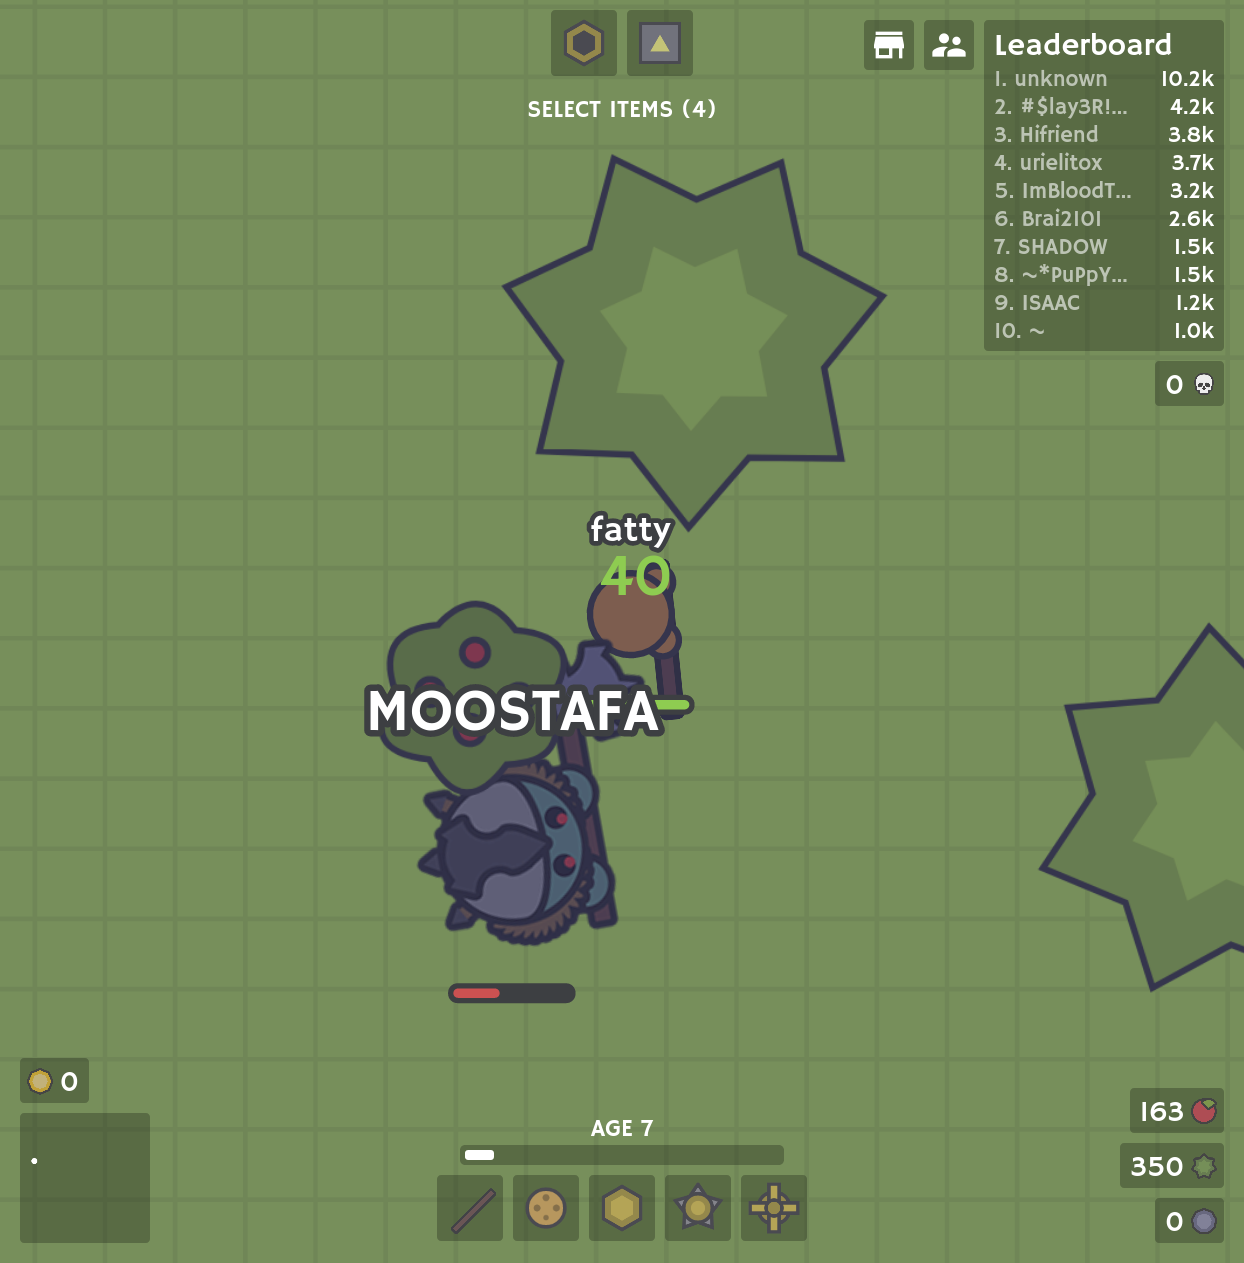 SELECT ITEMS (4)
Leaderboard
1. unknown 10.2k
2. #$lay3R!... 4.2k
3. Hifriend 3.8k
4. urielitox 3.7k
5. ImBloodT... 3.2k
6. Brai2101 2.6k
7. SHADOW 1.5k
8. ~*PuPpY... 1.5k
9. ISAAC 1.2k
10. ~ 1.0k
0
fatty
40
MOOSTAFA
0
AGE 7
163
350
0